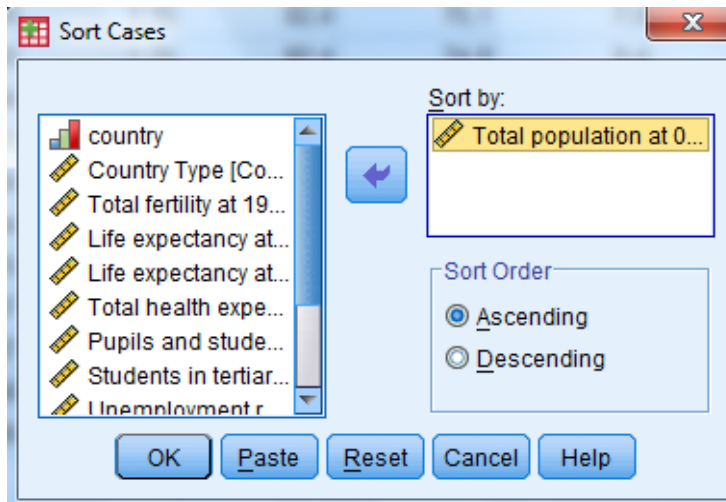 Sort Cases
country
Country Type [Co...
Total fertility at 19...
Life expectancy at...
Life expectancy at...
Total health expe...
Pupils and stude...
Students in tertiar...
Unemployment r
Sort by:
Total population at 0...
Sort Order
Ascending
Descending
OK Paste Reset Cancel Help